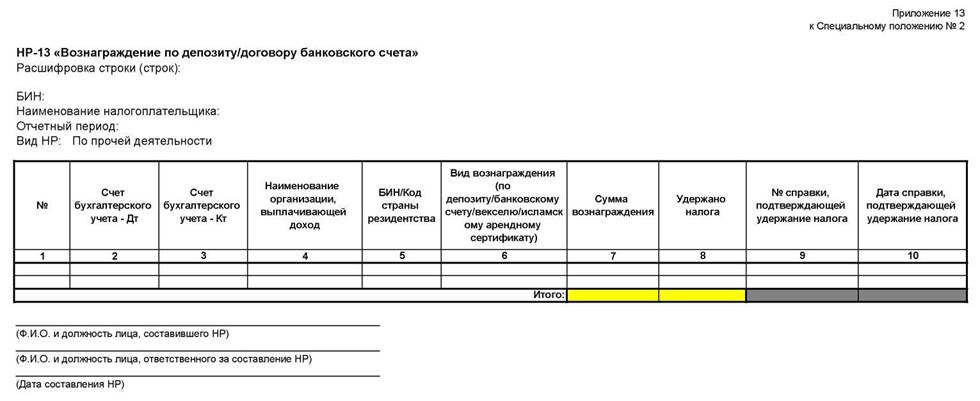 Приложение 13
к Специальному положению № 2
НР-13 «Вознаграждение по депозиту/договору банковского счета»
Расшифровка строки (строк):
БИН:
Наименование налогоплательщика:
Отчетный период:
Вид НР: По прочей деятельности
№
Счет
бухгалтерского
учета - Дт
Счет
бухгалтерского
учета - Кт
Наименование
организации,
выплачивающей
доход
БИН/Код
страны
резидентства
Вид вознаграждения
(по
депозиту/банковскому
счету/векселю/исламск
ому арендному
сертификату)
Сумма
вознаграждения
Удержано
налога
№ справки,
подтверждающей
удержание налога
Дата справки,
подтверждающей
удержание налога
1 2 3 4 5 6 7 8 9 10
Итого:
(Ф.И.О. и должность лица, составившего НР)
(Ф.И.О. и должность лица, ответственного за составление НР)
(Дата составления НР)